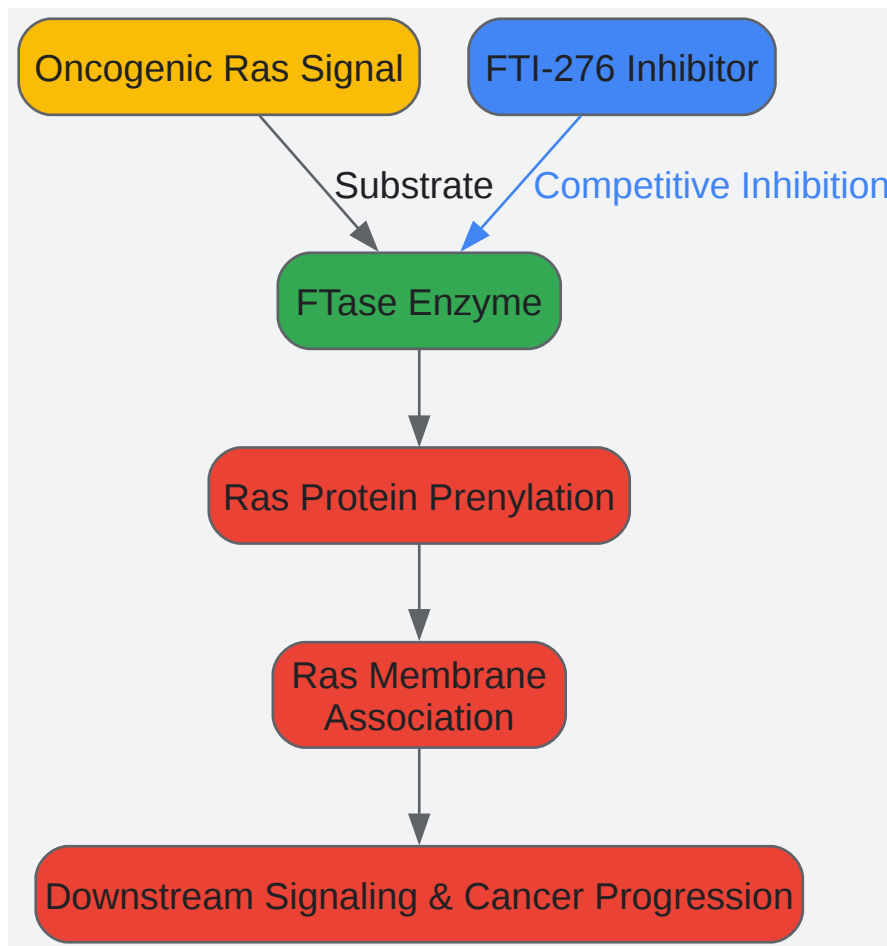 Oncogenic Ras Signal
FTI-276 Inhibitor
Substrate
Competitive Inhibition
FTase Enzyme
Ras Protein Prenylation
Ras Membrane
Association
Downstream Signaling & Cancer Progression